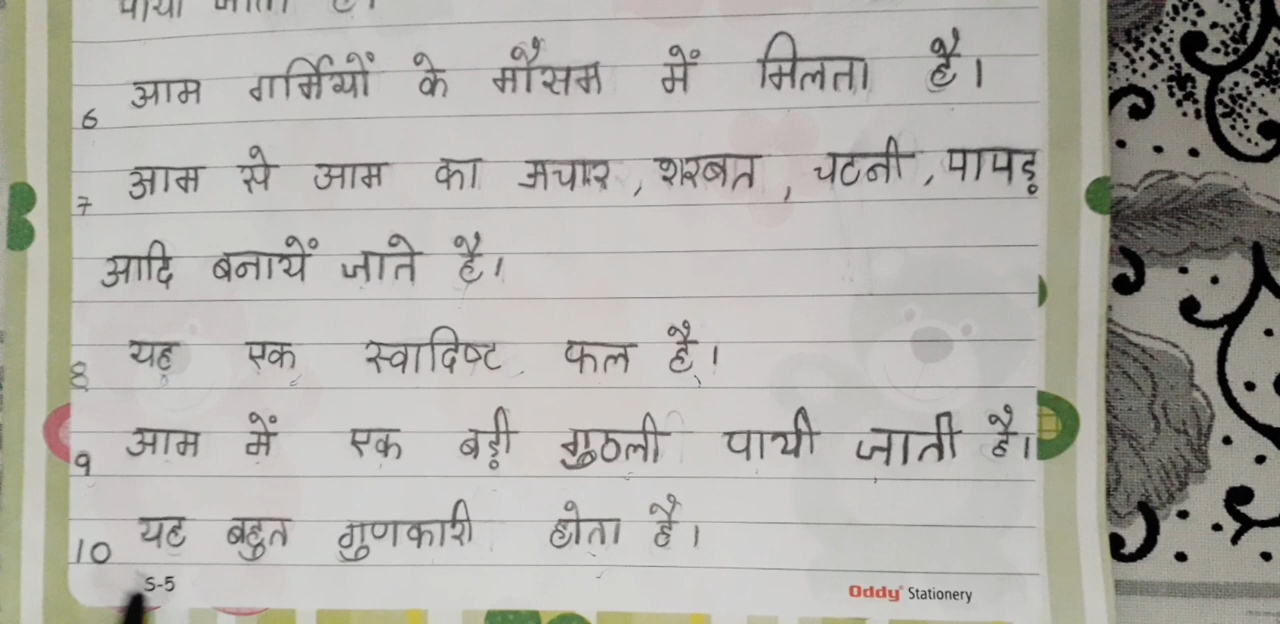 पाया जाता है।
6 आम गर्मियों के मौसम में मिलता है।
7 आम से आम का अचार, शरबत, चटनी, पापड़
आदि बनायें जाते है।
8 यह एक स्वादिष्ट फल है।
9 आम में एक बड़ी गुठली पायी जाती है।
10 यह बहुत गुणकारी होता है।
S-5
Oddy Stationery